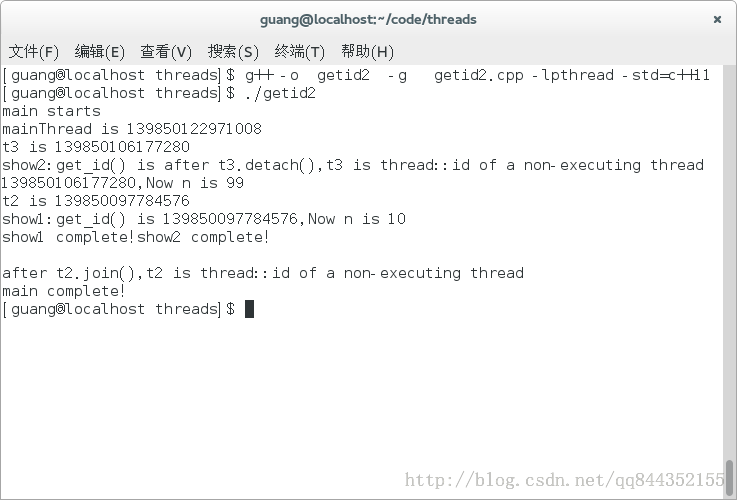 guang@localhost:~/code/threads
文件(F) 编辑(E) 查看(V) 搜索(S) 终端(T) 帮助(H)
[guang@localhost threads]$ g++ -o  getid2  -g   getid2.cpp -lpthread -std=c++11
[guang@localhost threads]$ ./getid2
main starts
mainThread is 139850122971008
t3 is 139850106177280
show2:get_id() is after t3.detach(),t3 is thread::id of a non-executing thread
139850106177280,Now n is 99
t2 is 139850097784576
show1:get_id() is 139850097784576,Now n is 10
show1 complete!show2 complete!
after t2.join(),t2 is thread::id of a non-executing thread
main complete!
[guang@localhost threads]$
http://blog.csdn.net/qq844352155